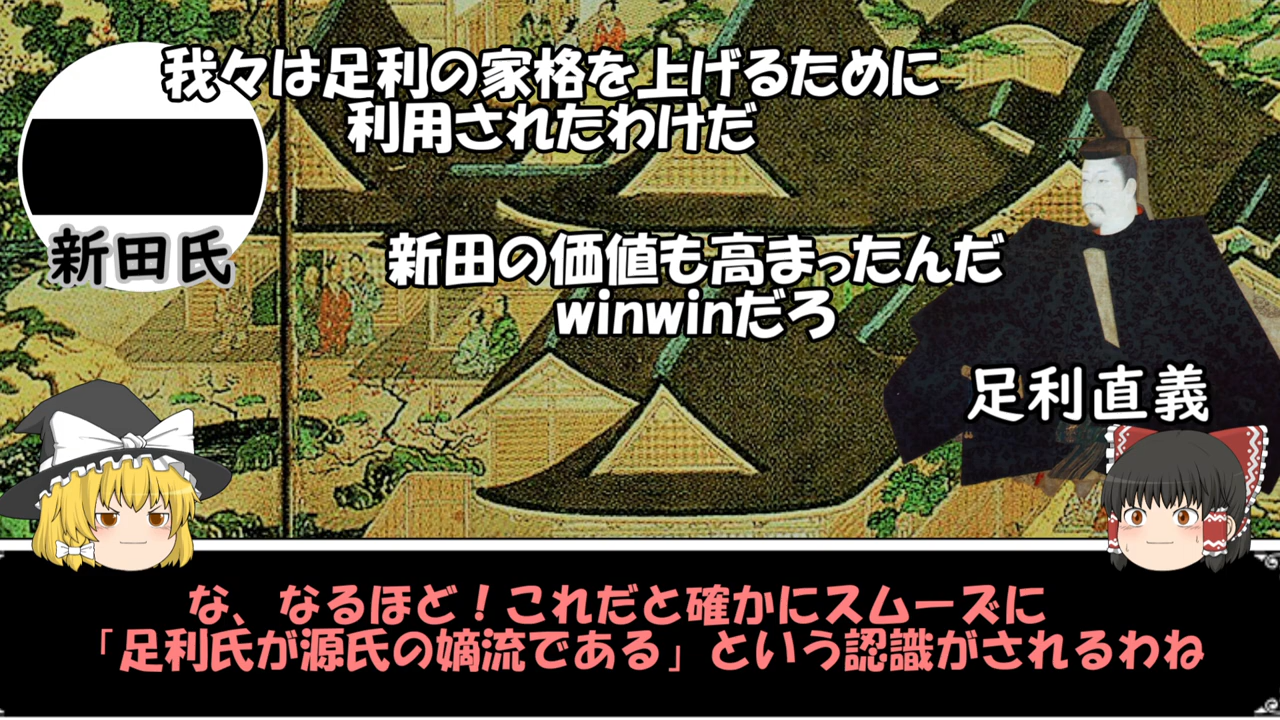 我々は足利の家格を上げるために
利用されたわけだ
新田氏
新田の価値も高まったんだ
winwinだろ
足利直義
な、なるほど！これだと確かにスムーズに
「足利氏が源氏の嫡流である」という認識がされるわね